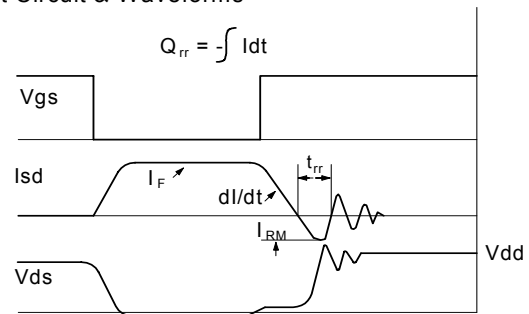 t Circuit & Waveforms
Q rr = - ∫ Idt
Vgs
Isd
I F
dI/dt
t rr
I RM
Vds
Vdd